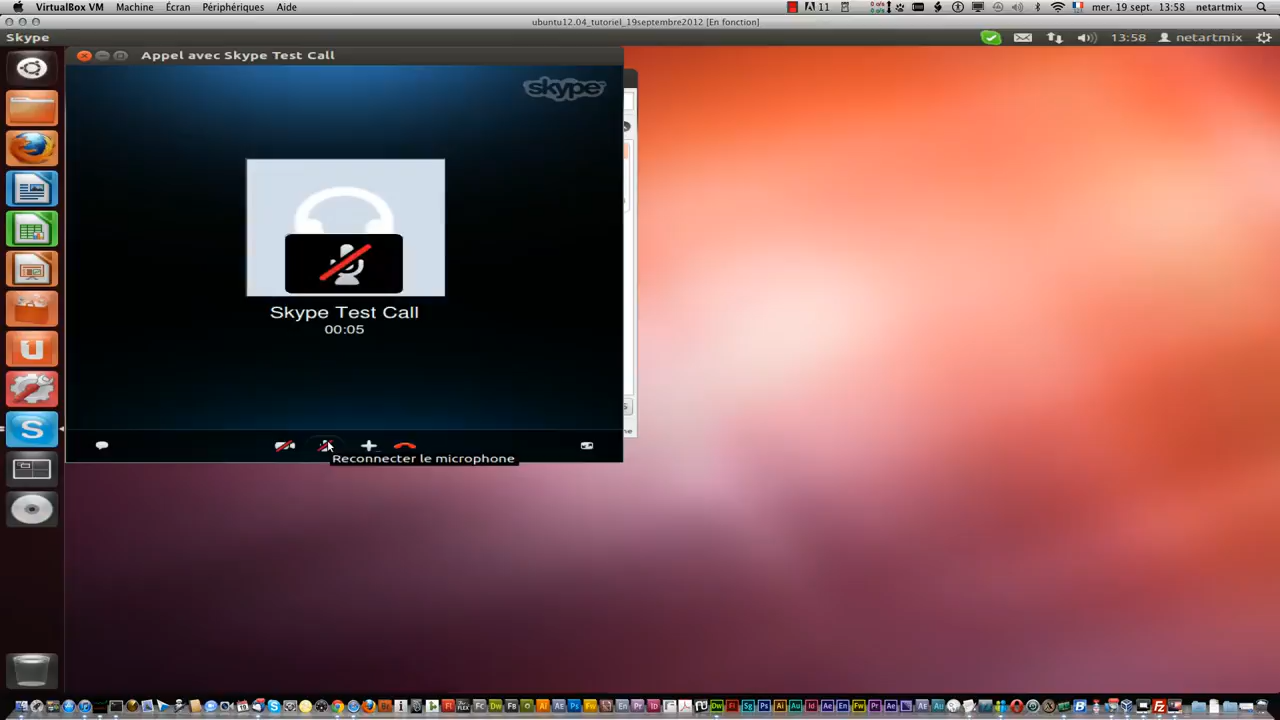 VirtualBox VM Machine Écran Périphériques Aide
11
mer. 19 sept. 13:58 netartmix
ubuntu12.04_tutoriel_19septembre2012 [En fonction]
Skype
13:58 netartmix
Appel avec Skype Test Call
skype
Skype Test Call
00:05
Reconnecter le microphone